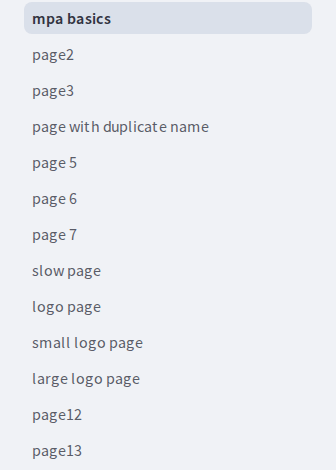 mpa basics
page2
page3
page with duplicate name
page 5
page 6
page 7
slow page
logo page
small logo page
large logo page
page12
page13